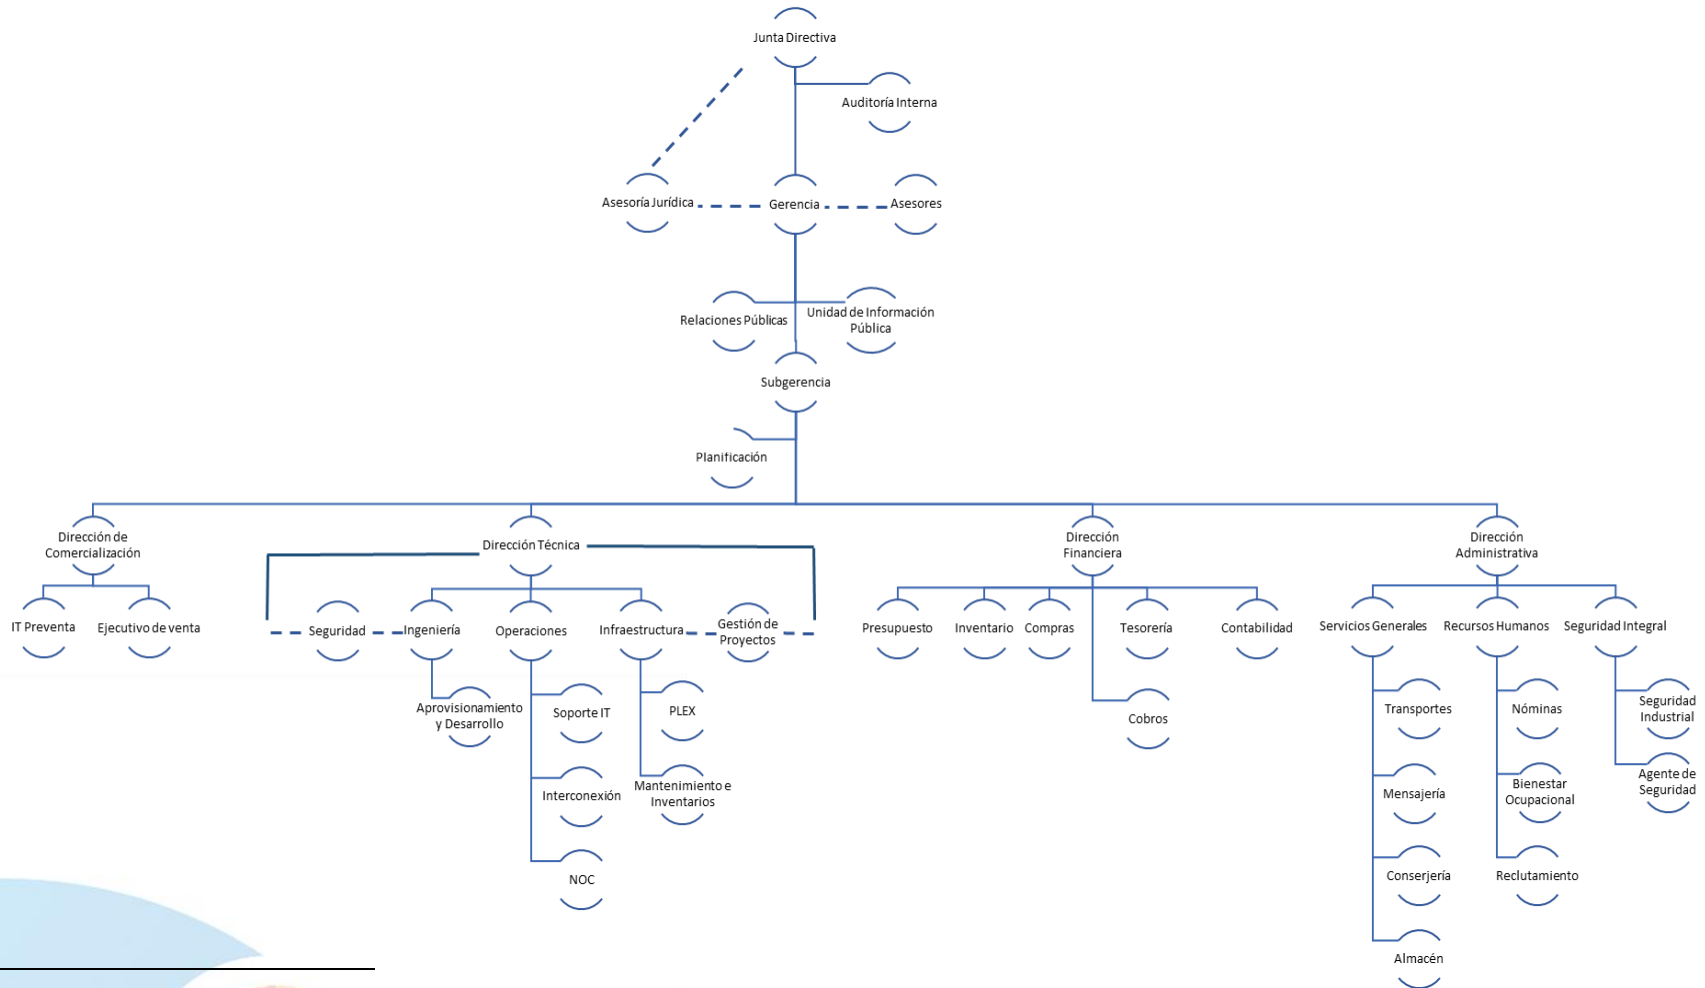 Junta Directiva
Auditoría Interna
Asesoría Jurídica
Gerencia
Asesores
Relaciones Públicas
Unidad de Información
Pública
Subgerencia
Planificación
Dirección de
Comercialización
Dirección Técnica
Dirección
Financiera
Dirección
Administrativa
IT Preventa
Ejecutivo de venta
Seguridad
Ingeniería
Operaciones
Infraestructura
Gestión de
Proyectos
Presupuesto
Inventario
Compras
Tesorería
Contabilidad
Servicios Generales
Recursos Humanos
Seguridad Integral
Aprovisionamiento
y Desarrollo
Soporte IT
PLEX
Cobros
Transportes
Nóminas
Seguridad
Industrial
Interconexión
Mantenimiento e
Inventarios
Mensajería
Bienestar
Ocupacional
Agente de
Seguridad
NOC
Conserjería
Reclutamiento
Almacén